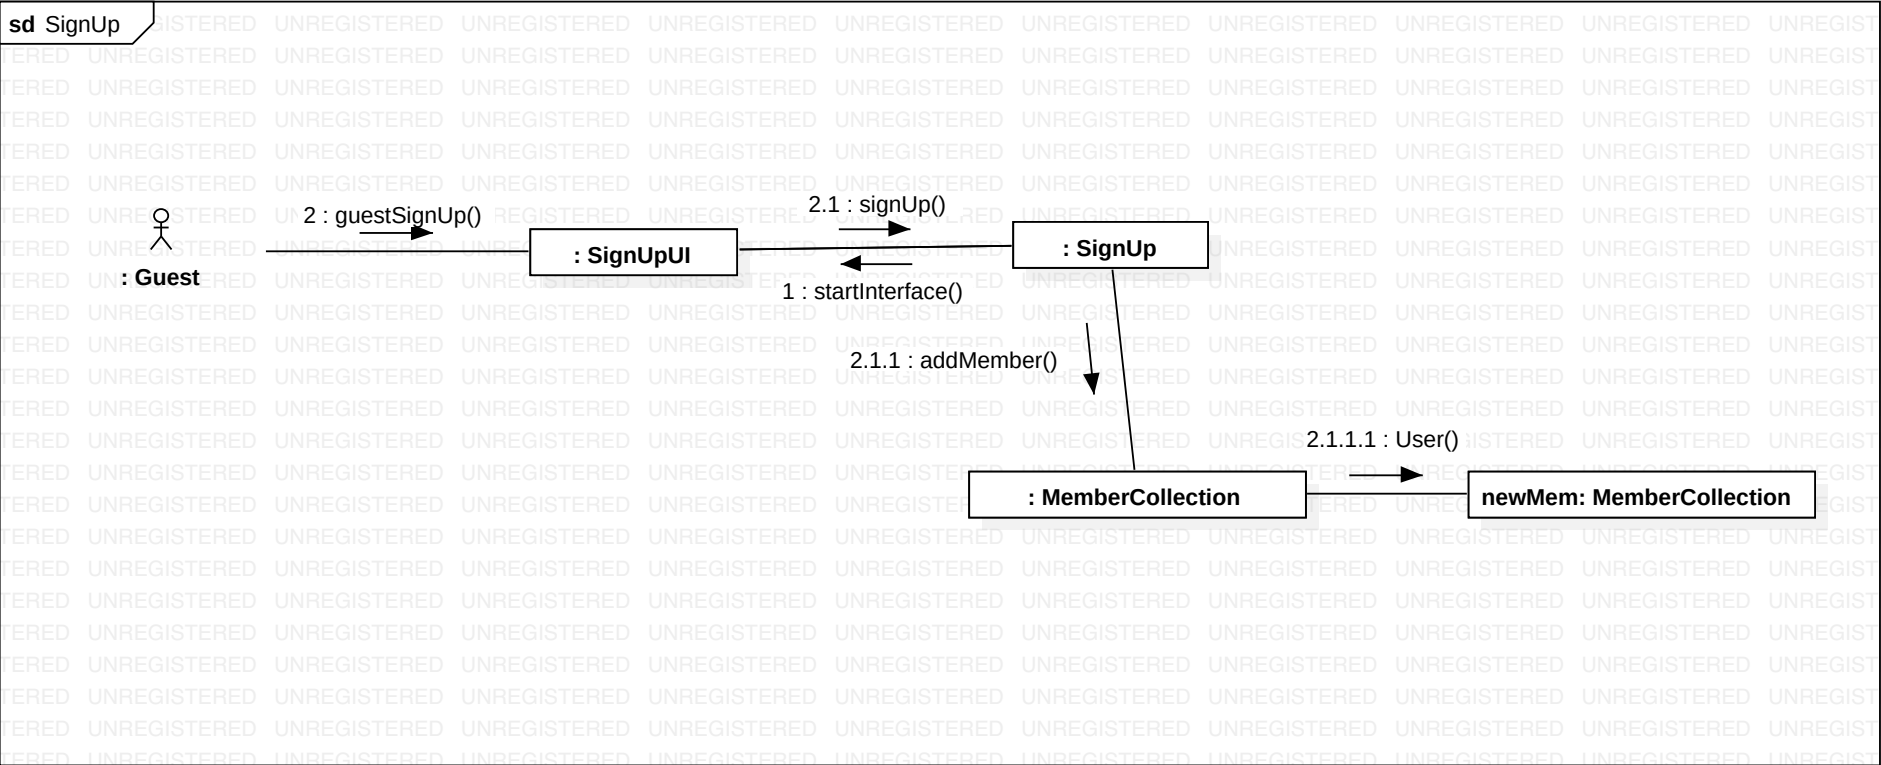 sd SignUp
2 : guestSignUp()
2.1 : signUp()
: Guest
: SignUpUI
: SignUp
1 : startInterface()
2.1.1 : addMember()
2.1.1.1 : User()
: MemberCollection
newMem: MemberCollection
UNREGISTERED